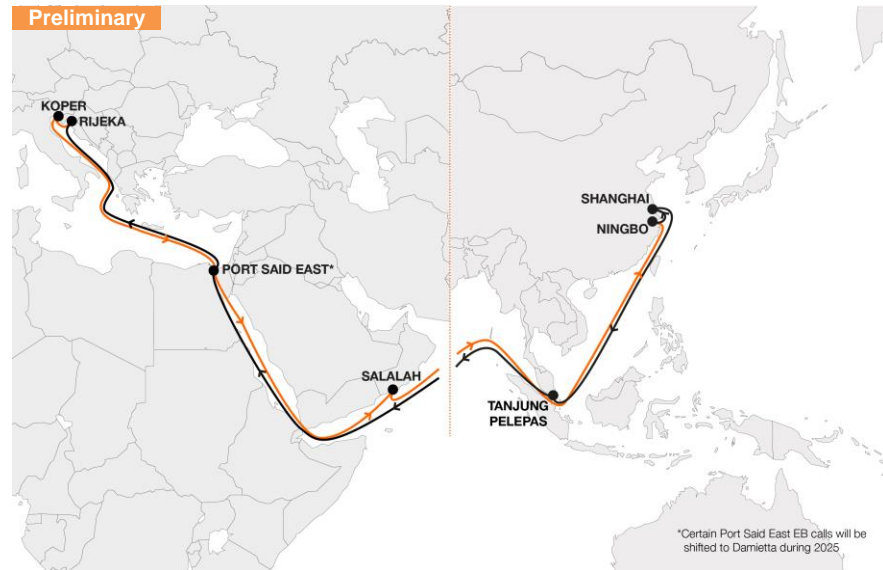 Preliminary
KOPER
RIJEKA
SHANGHAI
NINGBO
PORT SAID EAST*
SALALAH
TANJUNG
PELEPAS
*Certain Port Said East EB calls will be
shifted to Damietta during 2025